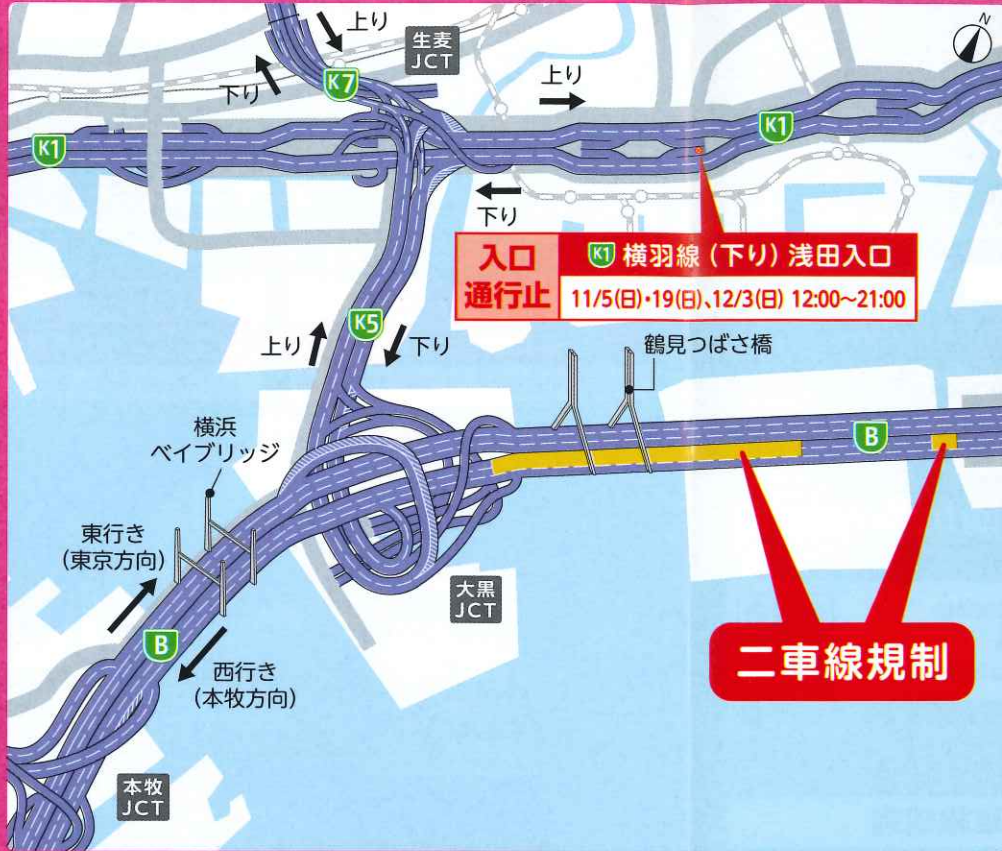 N
上り
生麦
JCT
K7
下り
上り
K1
K1
下り
入口
通行止
K1 横羽線（下り）浅田入口
11/5(日)・19(日)、12/3(日) 12:00～21:00
K5
上り
下り
鶴見つばさ橋
横浜
ベイブリッジ
B
東行き
（東京方向）
大黒
JCT
B
二車線規制
西行き
（本牧方向）
本牧
JCT